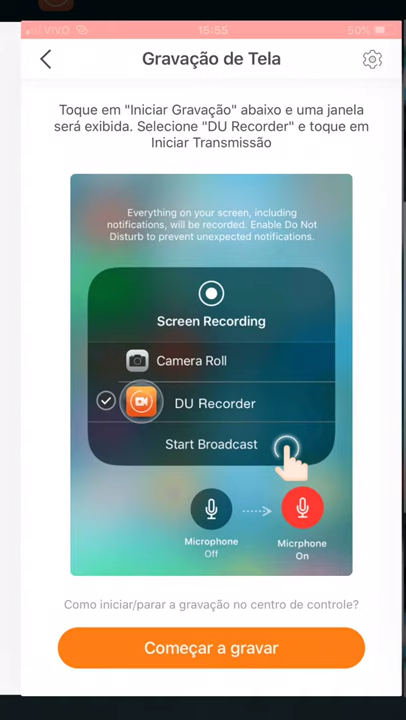 VIVO
15:55
50%
Gravação de Tela
Toque em "Iniciar Gravação" abaixo e uma janela
será exibida. Selecione "DU Recorder" e toque em
Iniciar Transmissão
Everything on your screen, including
notifications, will be recorded. Enable Do Not
Disturb to prevent unexpected notifications.
Screen Recording
Camera Roll
DU Recorder
Start Broadcast
Microphone
Off
Micrphone
On
Como iniciar/parar a gravação no centro de controle?
Começar a gravar